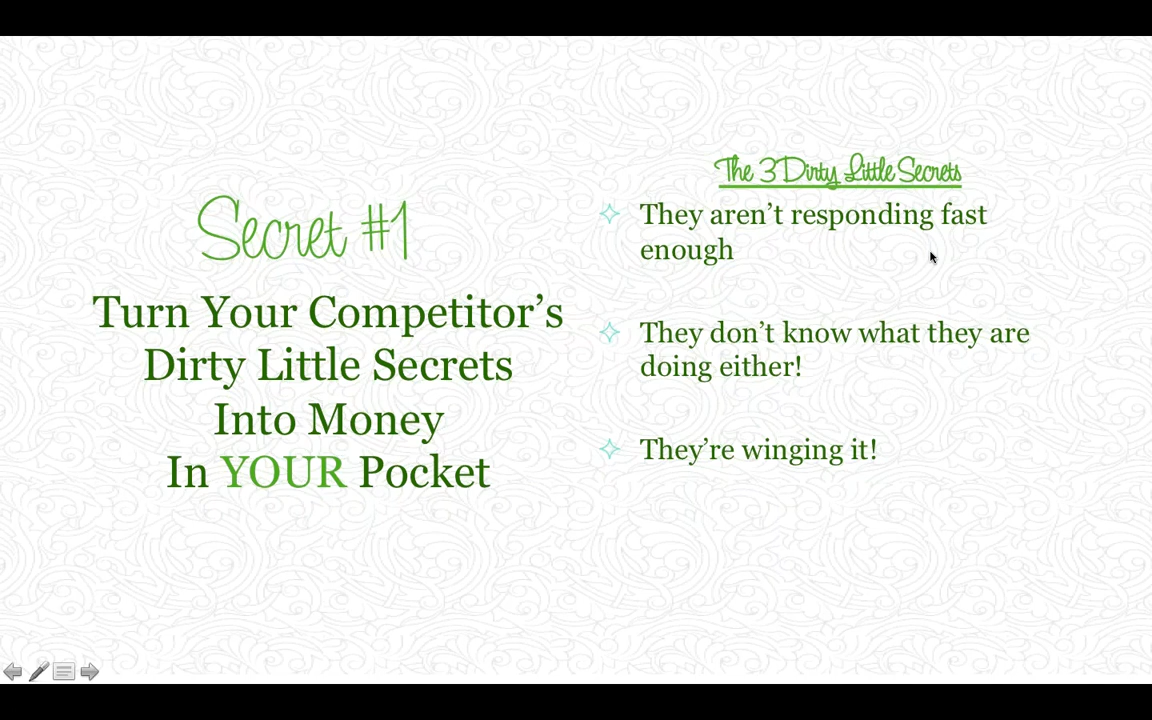 Secret #1
Turn Your Competitor’s
Dirty Little Secrets
Into Money
In YOUR Pocket
The 3 Dirty Little Secrets
They aren’t responding fast
enough
They don’t know what they are
doing either!
They’re winging it!